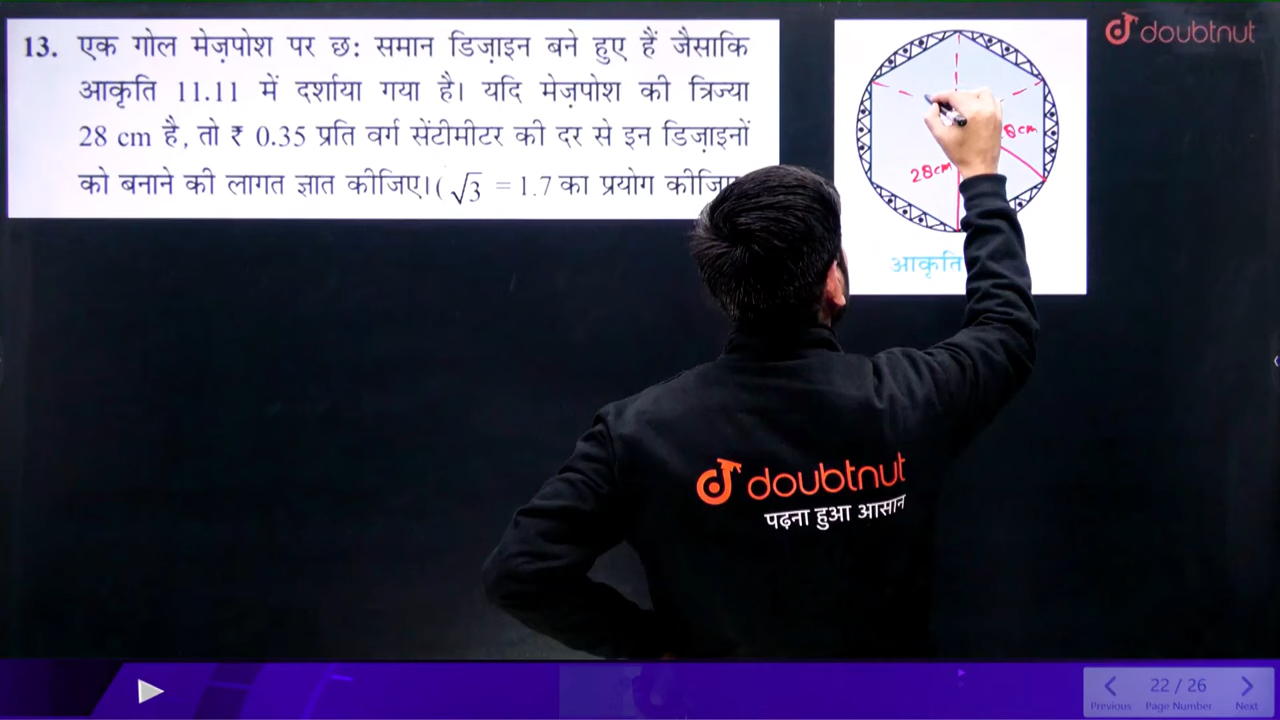 13. एक गोल मेज़पोश पर छ: समान डिज़ाइन बने हुए हैं जैसाकि
आकृति 11.11 में दर्शाया गया है। यदि मेज़पोश की त्रिज्या
28 cm है, तो ₹ 0.35 प्रति वर्ग सेंटीमीटर की दर से इन डिज़ाइनों
को बनाने की लागत ज्ञात कीजिए। ( √3 = 1.7 का प्रयोग
doubtnut
8cm
28cm
आकृति
doubtnut
पढ़ना हुआ आसान
22 / 26
Previous Page Number Next